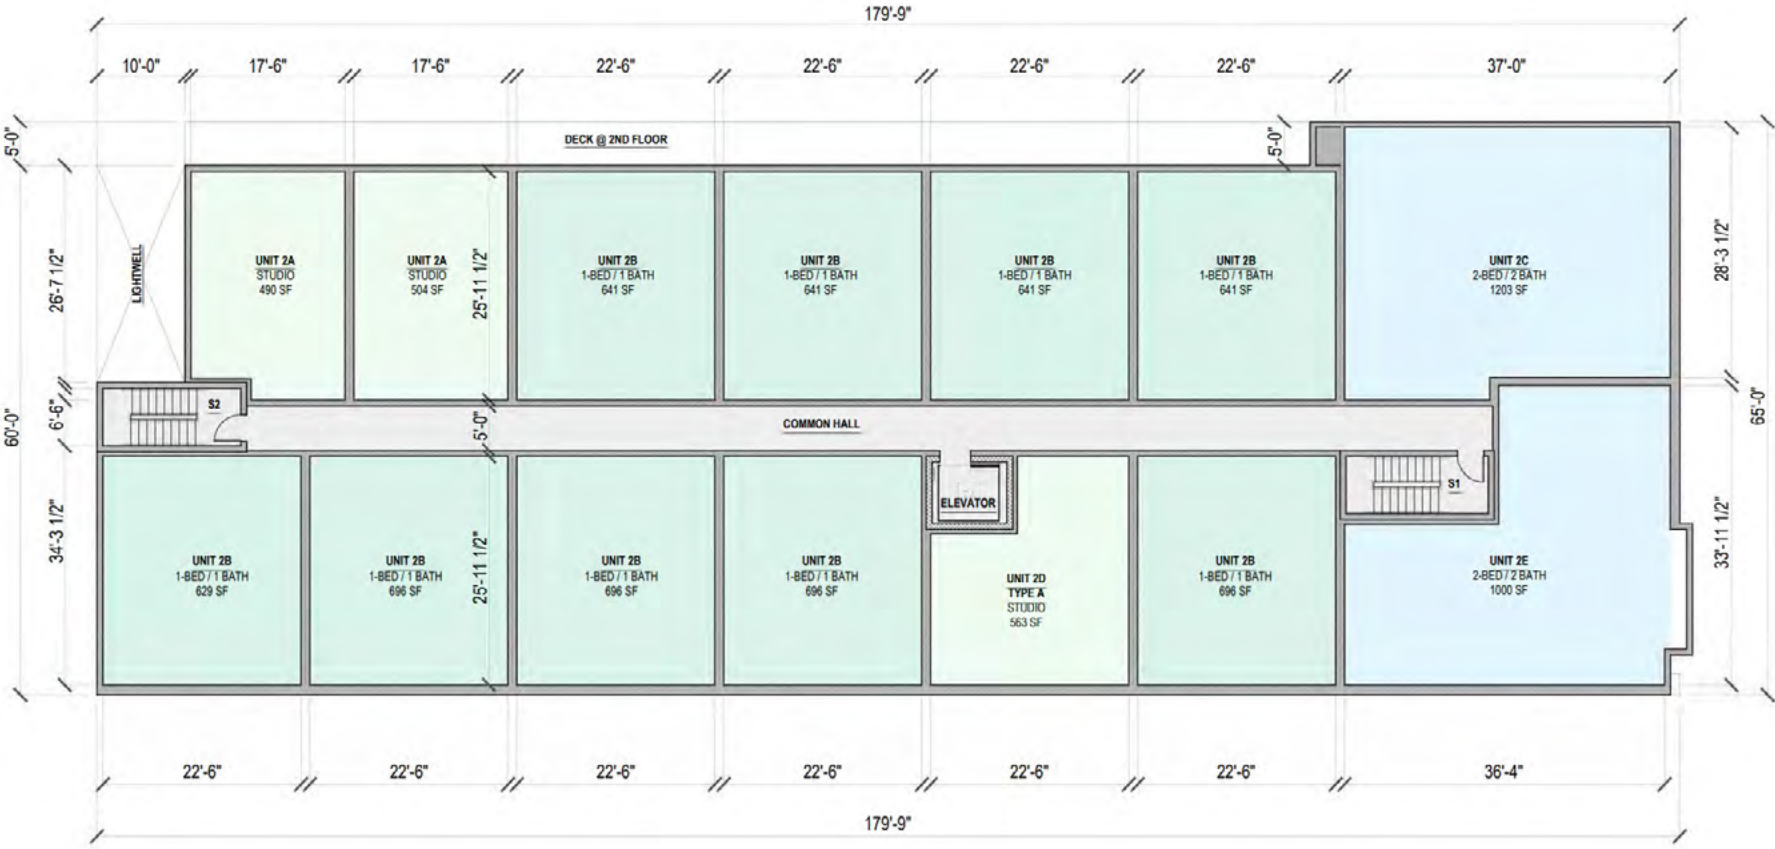 179'-9"
10'-0"
17'-6"
17'-6"
22'-6"
22'-6"
22'-6"
22'-6"
37'-0"
5'-0"
DECK @ 2ND FLOOR
5'-0"
26'-7 1/2"
LIGHTWELL
UNIT 2A
STUDIO
490 SF
UNIT 2A
STUDIO
504 SF
25'-11 1/2"
UNIT 2B
1-BED / 1 BATH
641 SF
UNIT 2B
1-BED / 1 BATH
641 SF
UNIT 2B
1-BED / 1 BATH
641 SF
UNIT 2B
1-BED / 1 BATH
641 SF
UNIT 2C
2-BED / 2 BATH
1203 SF
28'-3 1/2"
60'-0"
6'-6"
S2
5'-0"
COMMON HALL
65'-0"
34'-3 1/2"
UNIT 2B
1-BED / 1 BATH
629 SF
UNIT 2B
1-BED / 1 BATH
696 SF
25'-11 1/2"
UNIT 2B
1-BED / 1 BATH
696 SF
UNIT 2B
1-BED / 1 BATH
696 SF
ELEVATOR
UNIT 2D
TYPE A
STUDIO
563 SF
UNIT 2B
1-BED / 1 BATH
696 SF
S1
UNIT 2E
2-BED / 2 BATH
1000 SF
33'-11 1/2"
22'-6"
22'-6"
22'-6"
22'-6"
22'-6"
22'-6"
36'-4"
179'-9"